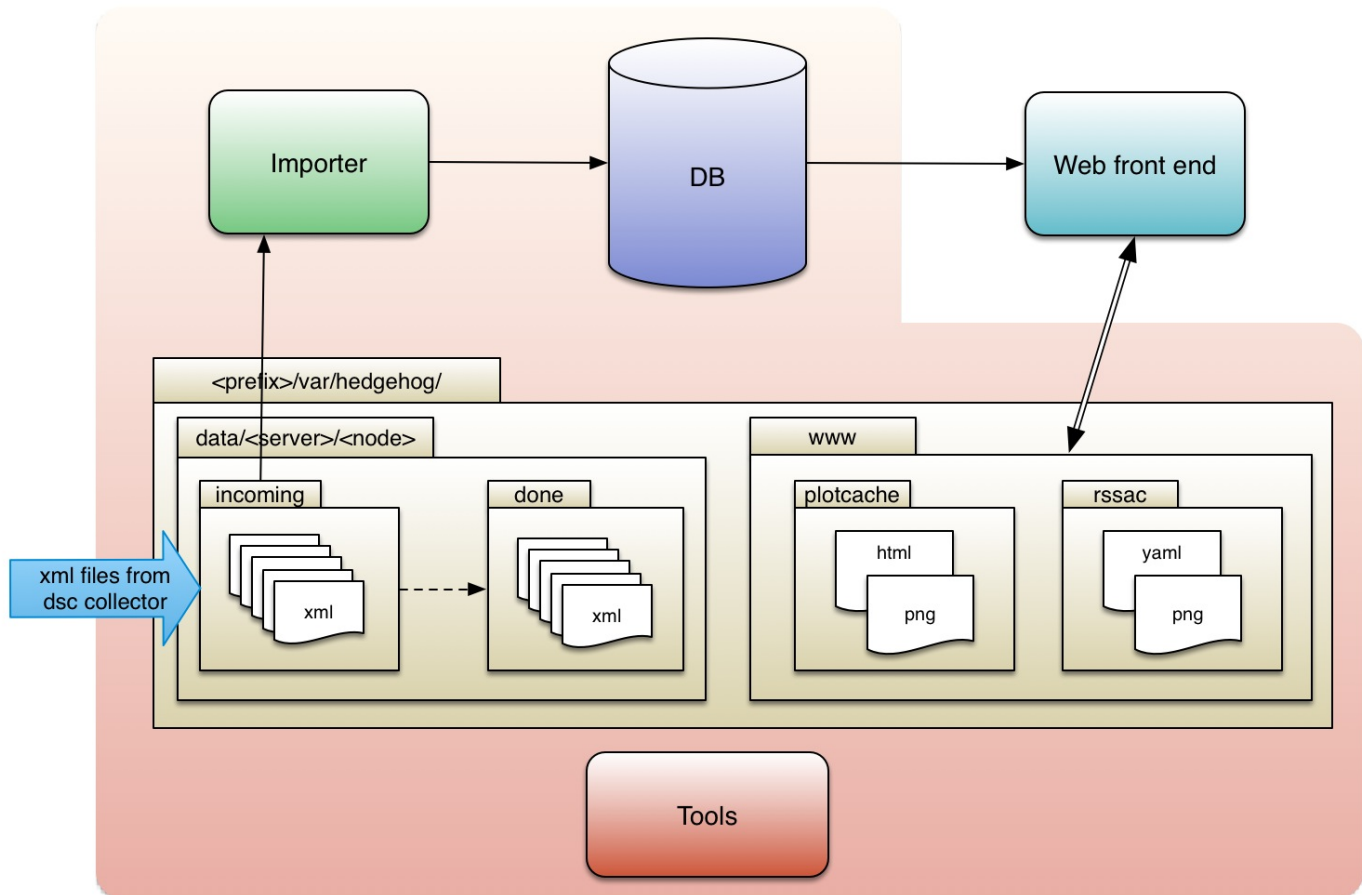 Importer
DB
Web front end
<prefix>/var/hedgehog/
data/<server>/<node>
www
incoming
done
plotcache
rssac
html
yaml
xml files from
dsc collector
xml
xml
png
png
Tools